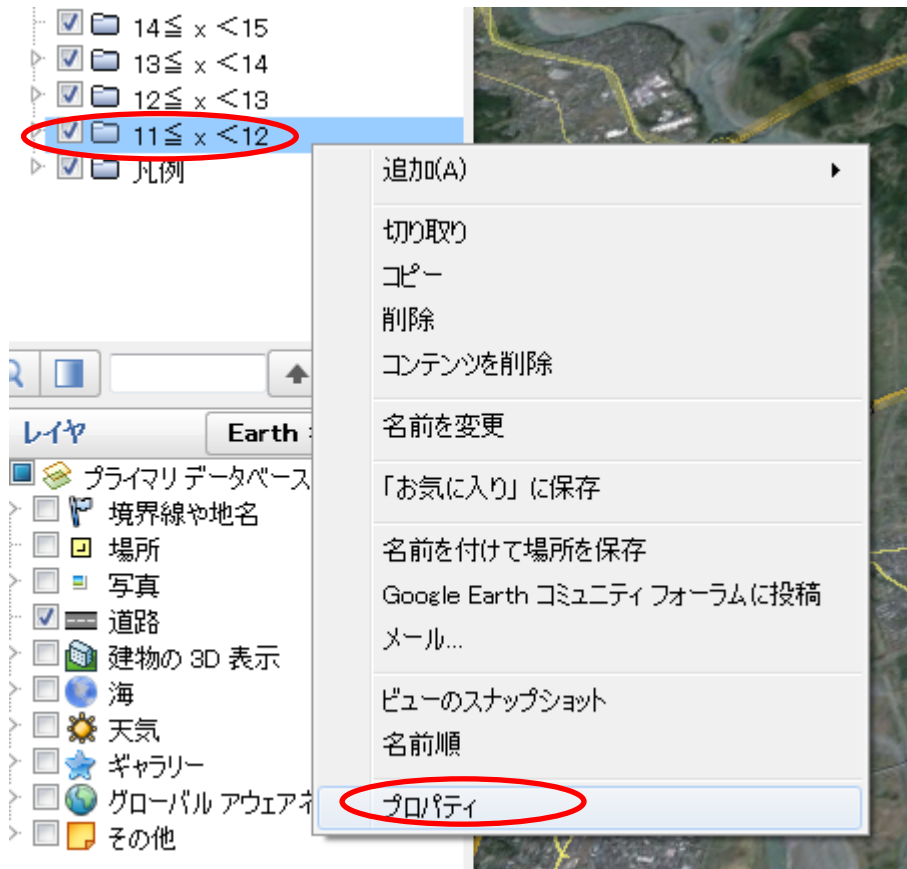 14≦ x <15
13≦ x <14
12≦ x <13
11≦ x <12
凡例
追加(A)
切り取り
コピー
削除
コンテンツを削除
名前を変更
「お気に入り」に保存
名前を付けて場所を保存
Google Earth コミュニティ フォーラムに投稿
メール...
ビューのスナップショット
名前順
プロパティ
レイヤ
Earth
プライマリ データベース
境界線や地名
場所
写真
道路
建物の 3D 表示
海
天気
ギャラリー
グローバル アウェアネ
その他